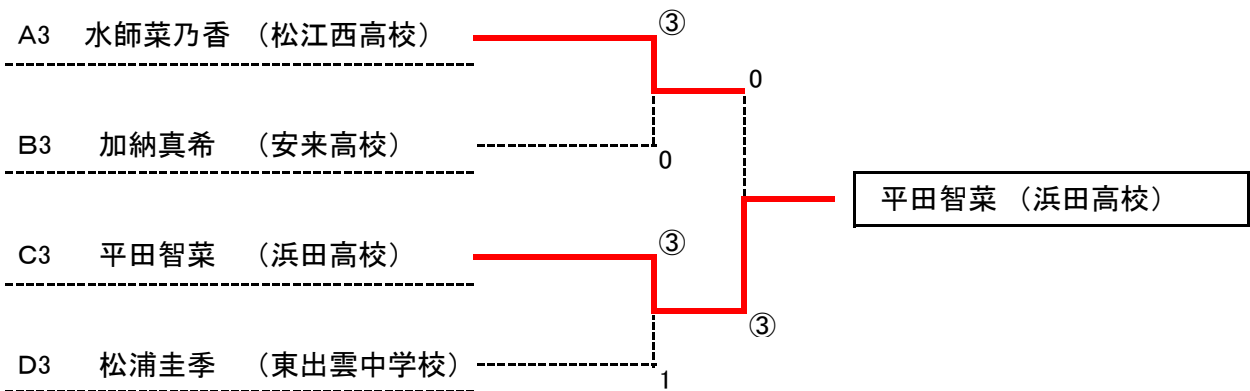 A3 水師菜乃香 （松江西高校） ③
0
B3 加納真希 （安来高校） 0
平田智菜 （浜田高校）
C3 平田智菜 （浜田高校） ③
③
D3 松浦圭季 （東出雲中学校） 1